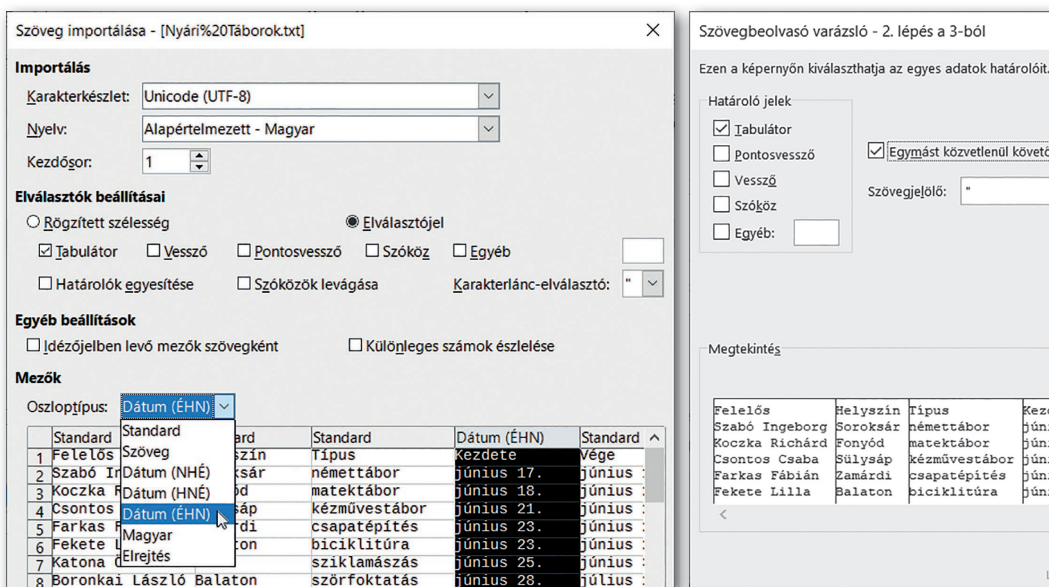 Szöveg importálása - [Nyári%20Táborok.txt]
Importálás
Karakterkészlet: Unicode (UTF-8)
Nyelv: Alapértelmezett - Magyar
Kezdősor: 1
Elválasztók beállításai
Rögzített szélesség Elválasztójel
Tabulátor Vessző Pontosvessző Szóköz Egyéb
Határolók egyesítése Szóközök levágása Karakterlánc-elválasztó: "
Egyéb beállítások
Idézőjelben levő mezők szövegként Különleges számok észlelése
Mezők
Oszloptípus: Dátum (ÉHN)
Standard
Szöveg
Dátum (NHÉ)
Dátum (HNÉ)
Dátum (ÉHN)
Magyar
Elrejtés
Standard Standard Dátum (ÉHN) Standard
1 Felelős Típus Kezdete Vége
2 Szabó némettábor június 17. június
3 Koczka matektábor június 18. június
4 Csontos kézművestábor június 21. június
5 Farkas csapatépítés június 23. június
6 Fekete biciklitúra június 23. június
7 Katona sziklamászás június 25. június
8 Boronkai László Balaton szörfoktatás június 28. július
Szövegbeolvasó varázsló - 2. lépés a 3-ból
Ezen a képernyőn kiválaszthatja az egyes adatok határolóit.
Határoló jelek
Tabulátor
Pontosvessző
Vessző
Szóköz
Egyéb:
Egymást közvetlenül követő
Szövegjelölő: "
Megtekintés
Felelős Helyszín Típus
Szabó Ingeborg Soroksár némettábor
Koczka Richárd Fonyód matektábor
Csontos Csaba Sülysáp kézművestábor
Farkas Fábián Zamárdi csapatépítés
Fekete Lilla Balaton biciklitúra